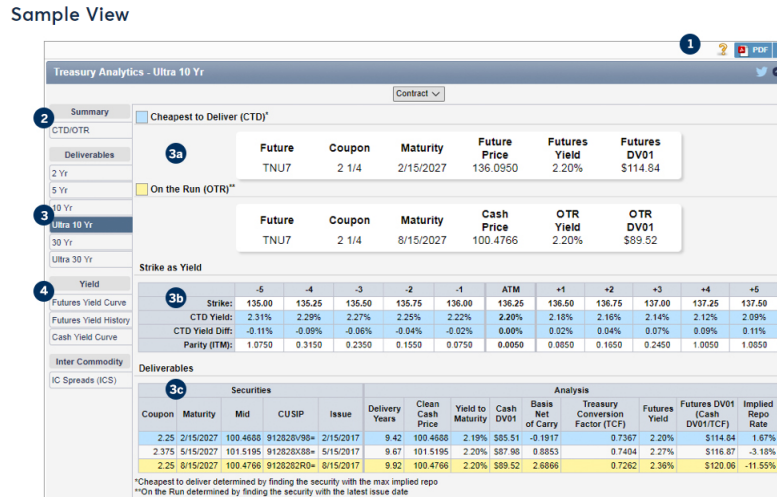 Sample View
1 PDF
Treasury Analytics - Ultra 10 Yr
Contract
Summary
2
CTD/OTR
Deliverables
2 Yr
5 Yr
10 Yr
3
Ultra 10 Yr
30 Yr
Ultra 30 Yr
Yield
4
Futures Yield Curve
Futures Yield History
Cash Yield Curve
Inter Commodity
IC Spreads (ICS)
Cheapest to Deliver (CTD)*
3a
Future Coupon Maturity Future Price Futures Yield Futures DV01
TNU7 2 1/4 2/15/2027 136.0950 2.20% $114.84
On the Run (OTR)**
Future Coupon Maturity Cash Price OTR Yield OTR DV01
TNU7 2 1/4 8/15/2027 100.4766 2.20% $89.52
Strike as Yield
3b
-5 -4 -3 -2 -1 ATM +1 +2 +3 +4 +5
Strike: 135.00 135.25 135.50 135.75 136.00 136.25 136.50 136.75 137.00 137.25 137.50
CTD Yield: 2.31% 2.29% 2.27% 2.25% 2.22% 2.20% 2.18% 2.16% 2.14% 2.12% 2.09%
CTD Yield Diff: -0.11% -0.09% -0.06% -0.04% -0.02% 0.00% 0.02% 0.04% 0.07% 0.09% 0.11%
Parity (ITM): 1.0750 0.3150 0.2350 0.1550 0.0750 0.0050 0.0850 0.1650 0.2450 1.0050 1.0850
Deliverables
3c
Securities Analysis
Coupon Maturity Mid CUSIP Issue Delivery Years Clean Cash Price Yield to Maturity Cash DV01 Basis Net of Carry Treasury Conversion Factor (TCF) Futures Yield Futures DV01 (Cash DV01/TCF) Implied Repo Rate
2.25 2/15/2027 100.4688 912828V98= 2/15/2017 9.42 100.4688 2.19% $85.51 -0.1917 0.7367 2.20% $114.84 1.67%
2.375 5/15/2027 101.5195 912828X88= 5/15/2017 9.67 101.5195 2.20% $87.98 0.8853 0.7404 2.27% $116.87 -3.18%
2.25 8/15/2027 100.4766 9128282R0= 8/15/2017 9.92 100.4766 2.20% $89.52 2.6866 0.7262 2.36% $120.06 -11.55%
*Cheapest to deliver determined by finding the security with the max implied repo
**On the Run determined by finding the security with the latest issue date